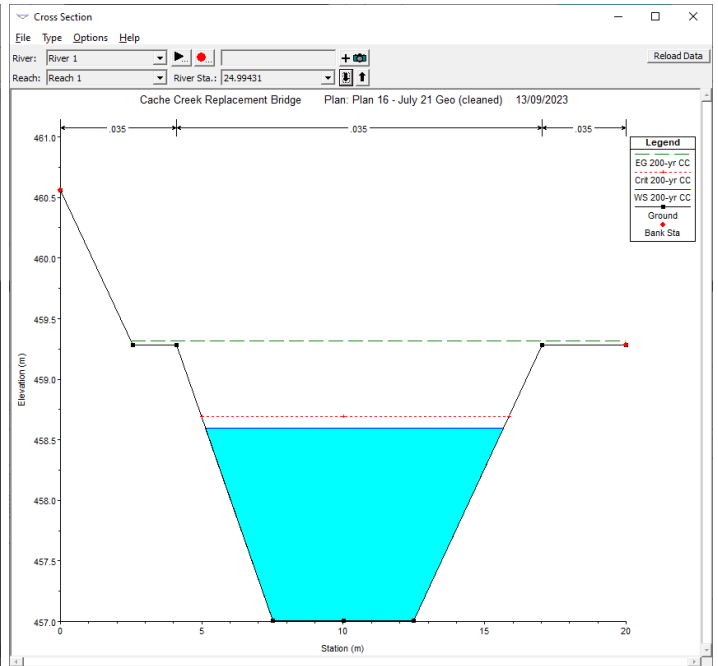 Cross Section
File Type Options Help
River: River 1 Reload Data
Reach: Reach 1 River Sta.: 24.99431
Cache Creek Replacement Bridge Plan: Plan 16 - July 21 Geo (cleaned) 13/09/2023
.035 .035 .035
Legend
EG 200-yr CC
Crit 200-yr CC
WS 200-yr CC
Ground
Bank Sta
461.0
460.5
460.0
459.5
459.0
458.5
458.0
457.5
457.0
Elevation (m)
0 5 10 15 20
Station (m)